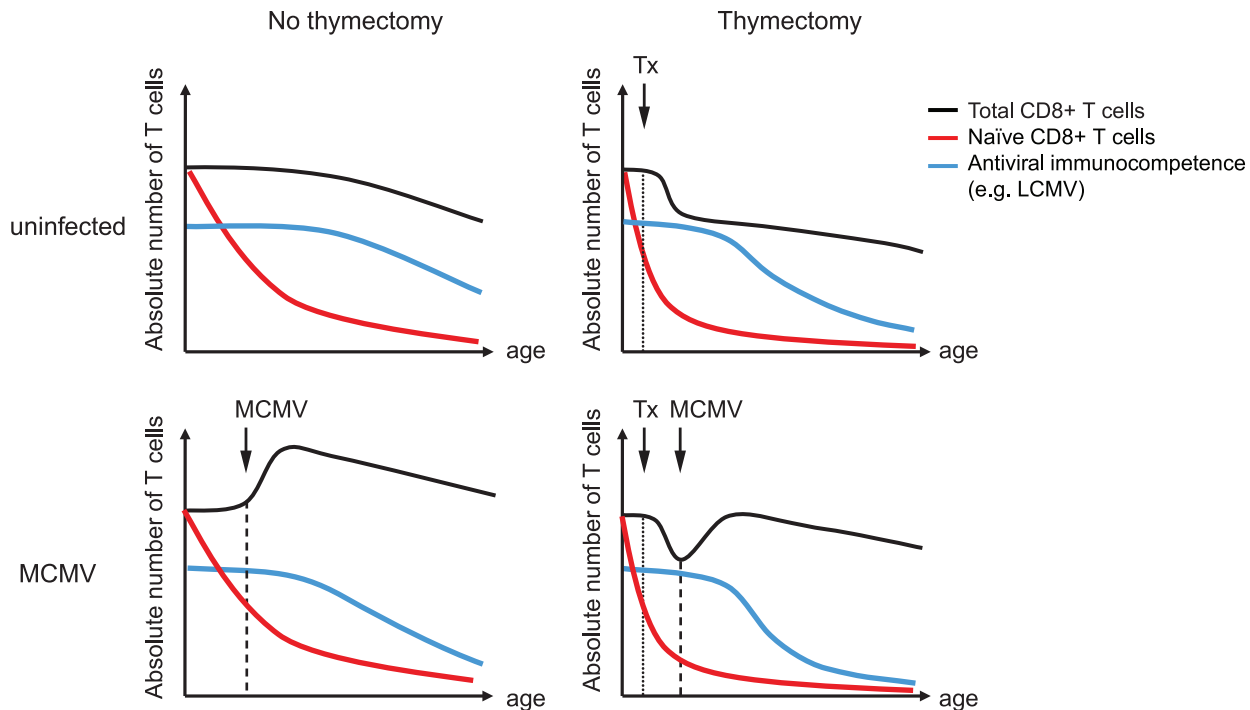 No thymectomy
Thymectomy
Tx
Total CD8+ T cells
Naïve CD8+ T cells
Antiviral immunocompetence
(e.g. LCMV)
uninfected
Absolute number of T cells
age
Absolute number of T cells
age
MCMV
Tx MCMV
MCMV
Absolute number of T cells
age
Absolute number of T cells
age